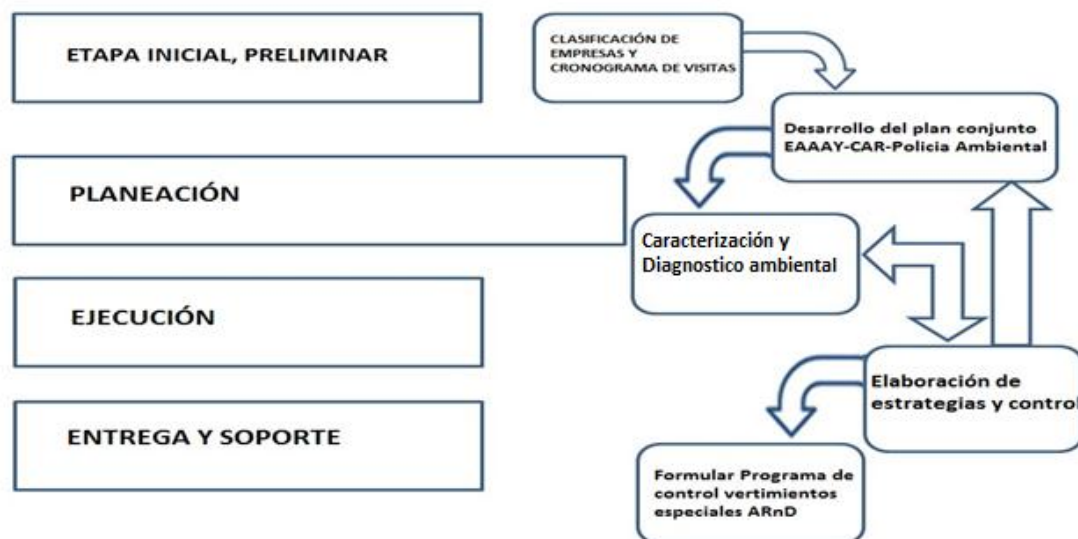 ETAPA INICIAL, PRELIMINAR
CLASIFICACIÓN DE
EMPRESAS Y
CRONOGRAMA DE VISITAS
Desarrollo del plan conjunto
EAAAY-CAR-Policia Ambiental
PLANEACIÓN
Caracterización y
Diagnostico ambiental
EJECUCIÓN
Elaboración de
estrategias y control
ENTREGA Y SOPORTE
Formular Programa de
control vertimientos
especiales ARnD